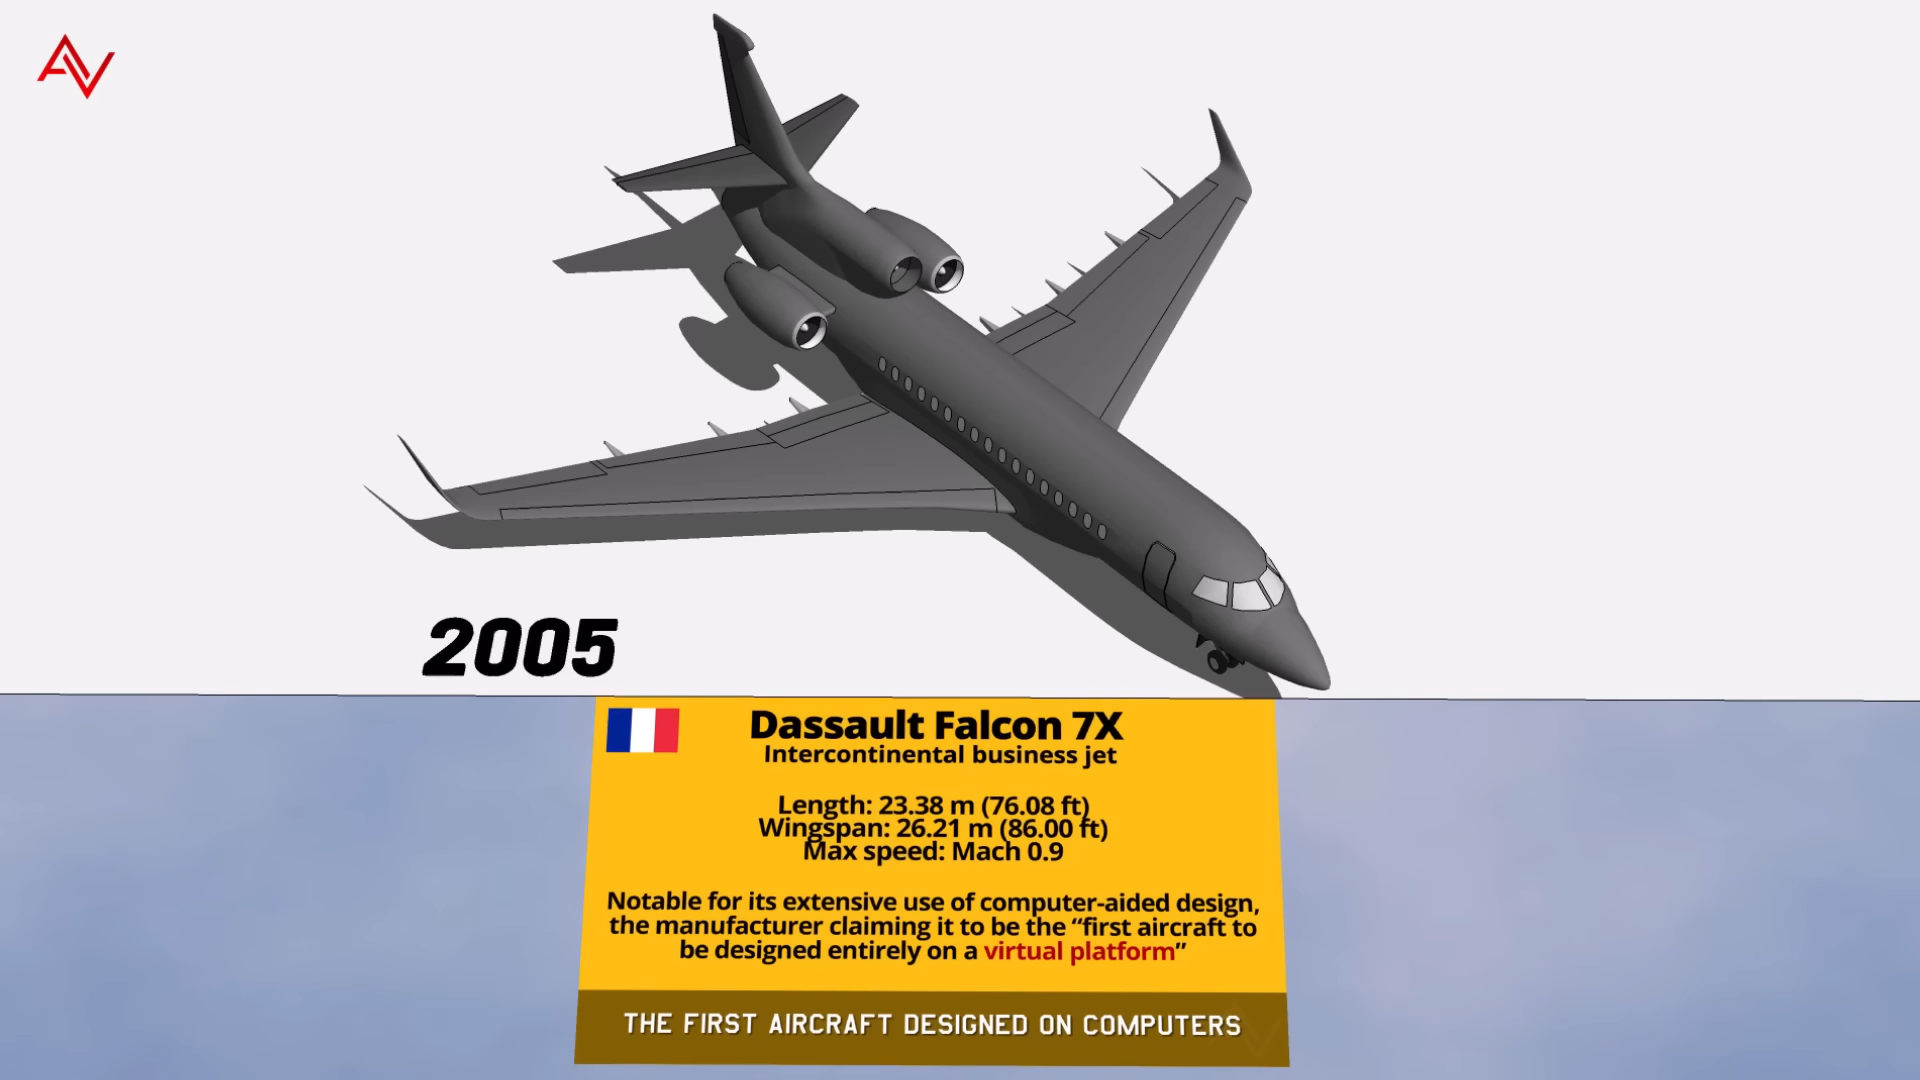 2005
Dassault Falcon 7X
Intercontinental business jet
Length: 23.38 m (76.08 ft)
Wingspan: 26.21 m (86.00 ft)
Max speed: Mach 0.9
Notable for its extensive use of computer-aided design,
the manufacturer claiming it to be the “first aircraft to
be designed entirely on a virtual platform”
THE FIRST AIRCRAFT DESIGNED ON COMPUTERS